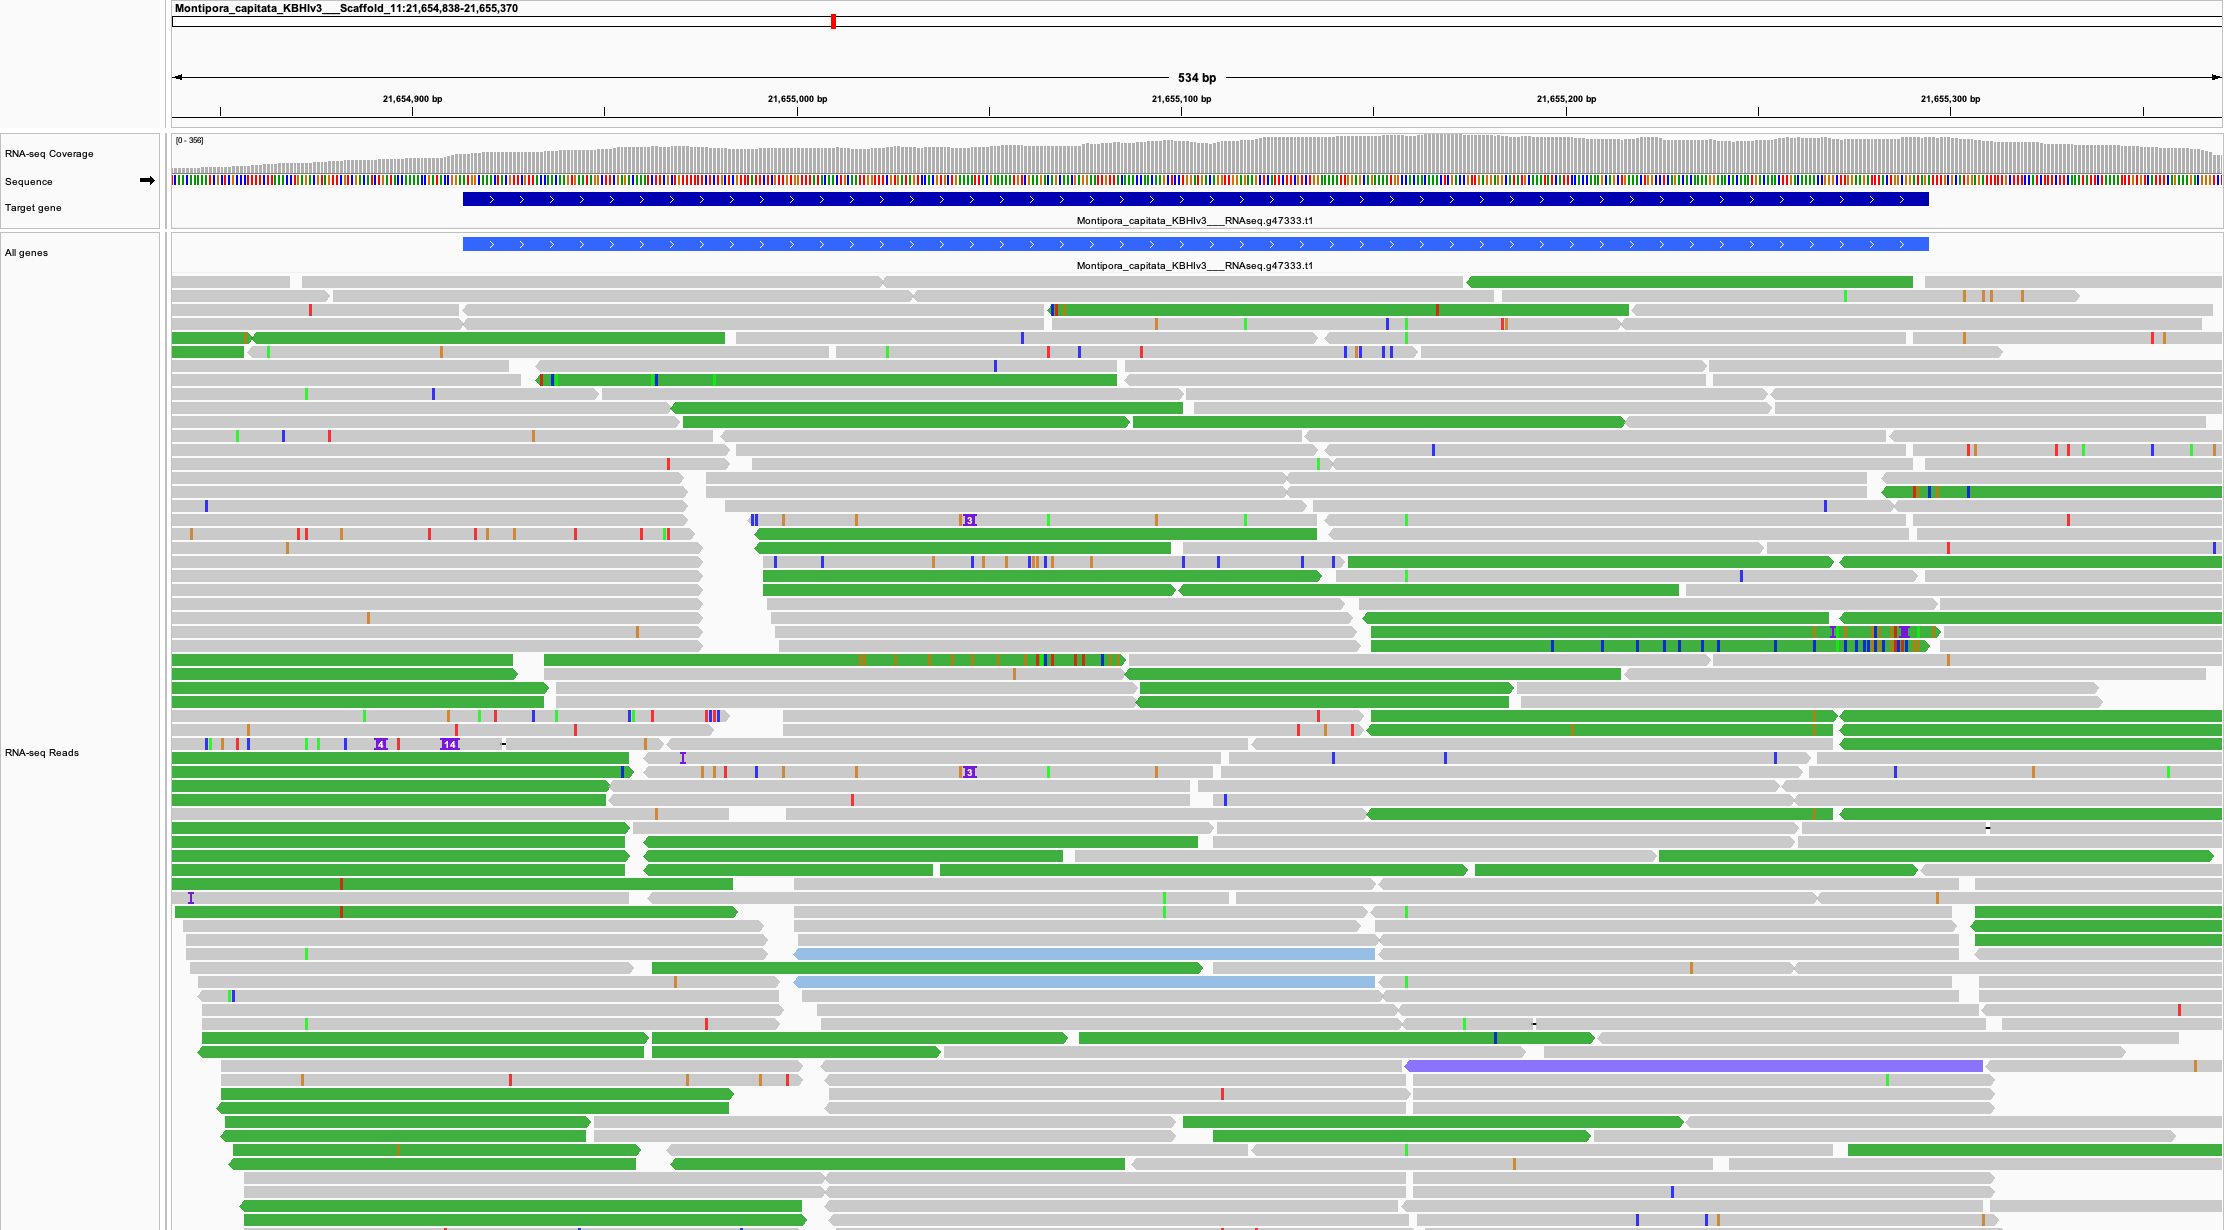 Montipora_capitata_KBHIv3___Scaffold_11:21,654,838-21,655,370
534 bp
21,654,900 bp 21,655,000 bp 21,655,100 bp 21,655,200 bp 21,655,300 bp
[0 - 356]
RNA-seq Coverage
Sequence
Target gene
Montipora_capitata_KBHIv3___RNAseq.g47333.t1
All genes
Montipora_capitata_KBHIv3___RNAseq.g47333.t1
3
4 14
RNA-seq Reads
3